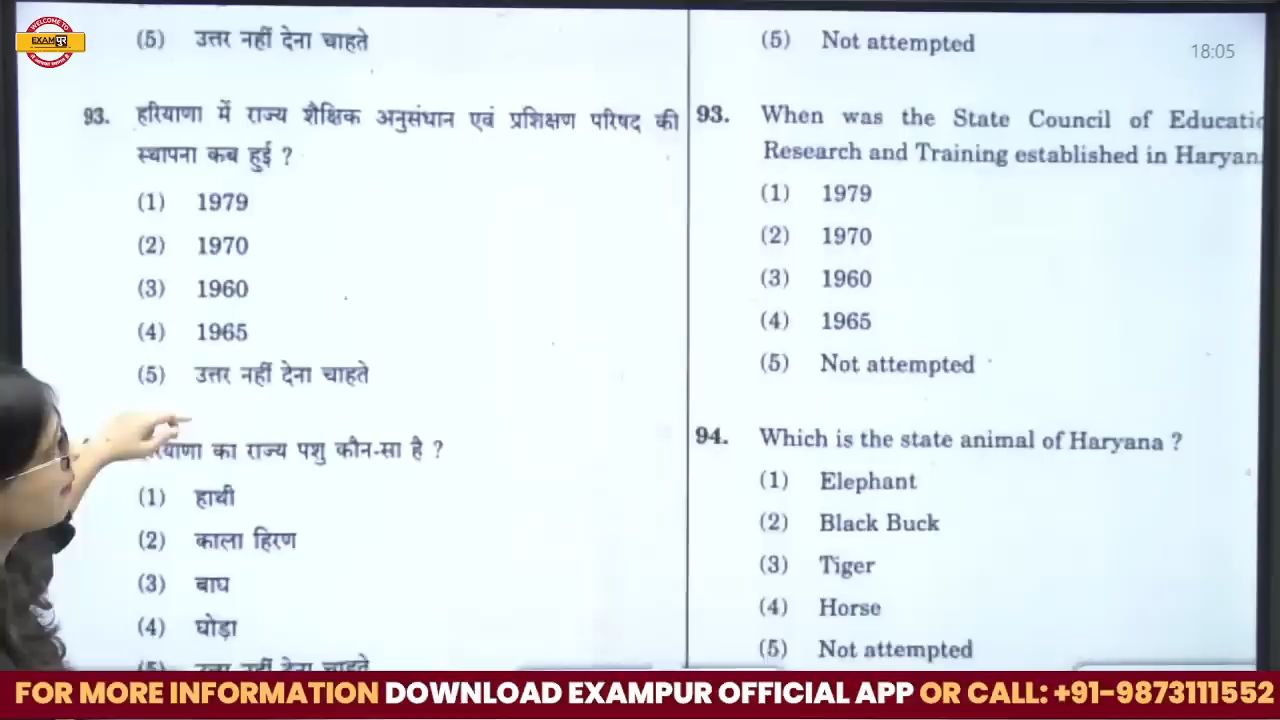 WELCOME TO
EXAMपुर
(5) उत्तर नहीं देना चाहते
93. हरियाणा में राज्य शैक्षिक अनुसंधान एवं प्रशिक्षण परिषद की
स्थापना कब हुई ?
(1) 1979
(2) 1970
(3) 1960
(4) 1965
(5) उत्तर नहीं देना चाहते
का राज्य पशु कौन-सा है ?
(1) हाथी
(2) काला हिरण
(3) बाघ
(4) घोड़ा
(5) Not attempted
18:05
93. When was the State Council of Educatio
Research and Training established in Haryan
(1) 1979
(2) 1970
(3) 1960
(4) 1965
(5) Not attempted
94. Which is the state animal of Haryana ?
(1) Elephant
(2) Black Buck
(3) Tiger
(4) Horse
(5) Not attempted
FOR MORE INFORMATION DOWNLOAD EXAMPUR OFFICIAL APP OR CALL: +91-9873111552